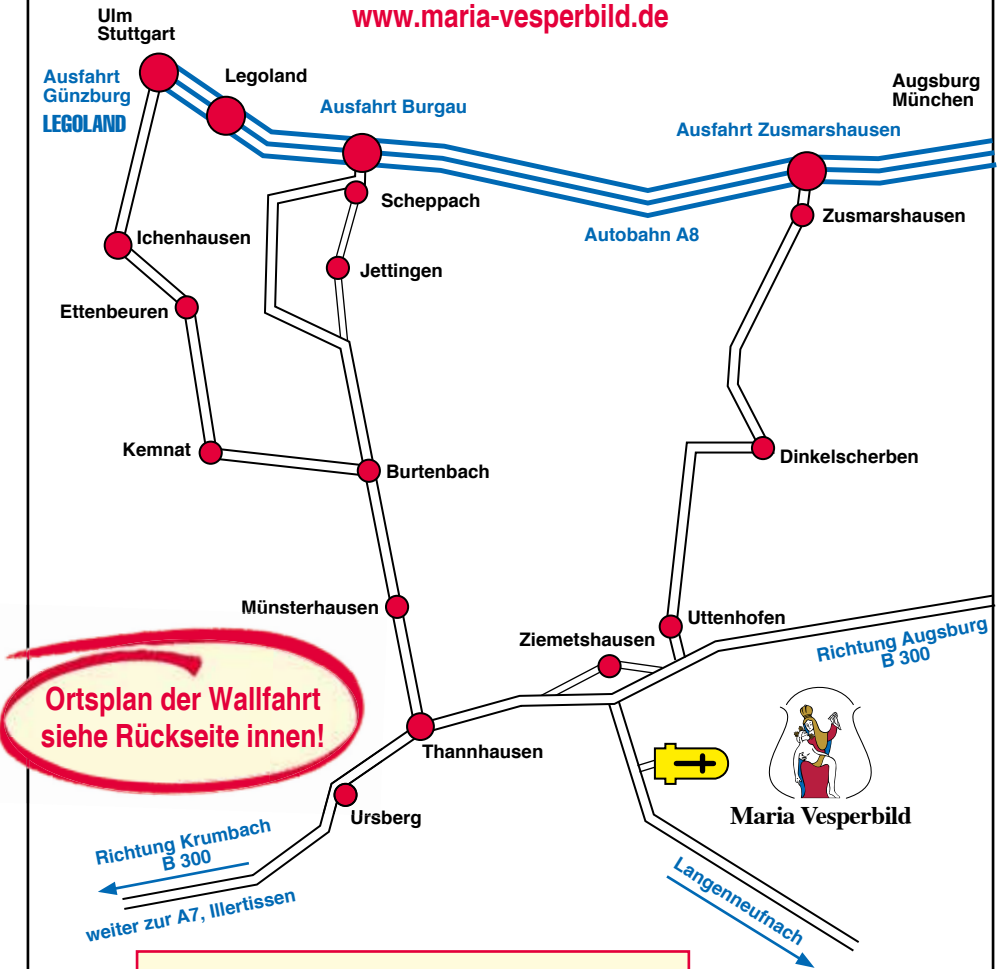 www.maria-vesperbild.de
Ulm
Stuttgart
Legoland
Ausfahrt
Günzburg
LEGOLAND
Ausfahrt Burgau
Augsburg
München
Ausfahrt Zusmarshausen
Scheppach
Zusmarshausen
Autobahn A8
Ichenhausen
Jettingen
Ettenbeuren
Kemnat
Burtenbach
Dinkelscherben
Münsterhausen
Uttenhofen
Ziemetshausen
Richtung Augsburg
B 300
Ortsplan der Wallfahrt
siehe Rückseite innen!
Thannhausen
Maria Vesperbild
Ursberg
Richtung Krumbach
B 300
weiter zur A7, Illertissen
Langenneufnach